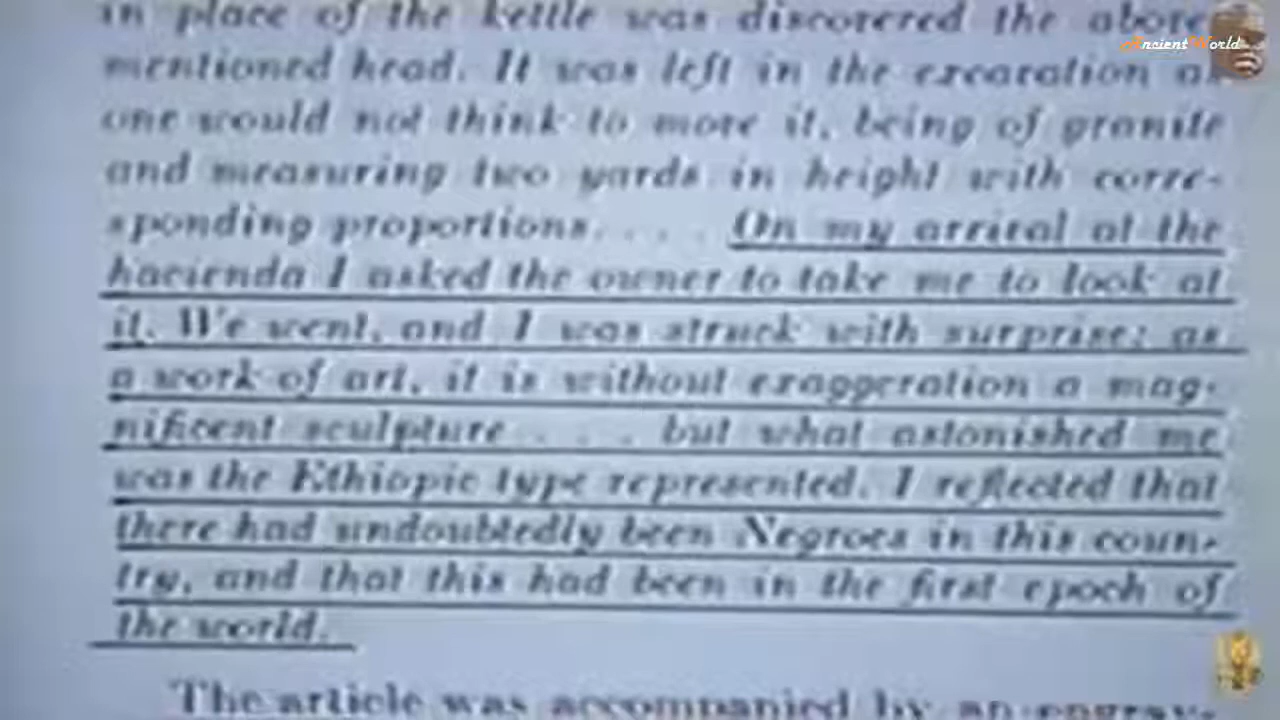 in place of the kettle was discovered the above
mentioned head. It was left in the excavation as
one would not think to move it, being of granite
and measuring two yards in height with corre-
sponding proportions. . . . On my arrival at the
hacienda I asked the owner to take me to look at
it. We went, and I was struck with surprise: as
a work of art, it is without exaggeration a mag-
nificent sculpture . . . but what astonished me
was the Ethiopic type represented. I reflected that
there had undoubtedly been Negroes in this coun-
try, and that this had been in the first epoch of
the world.
The article was accompanied by an engrav-
AncientWorld